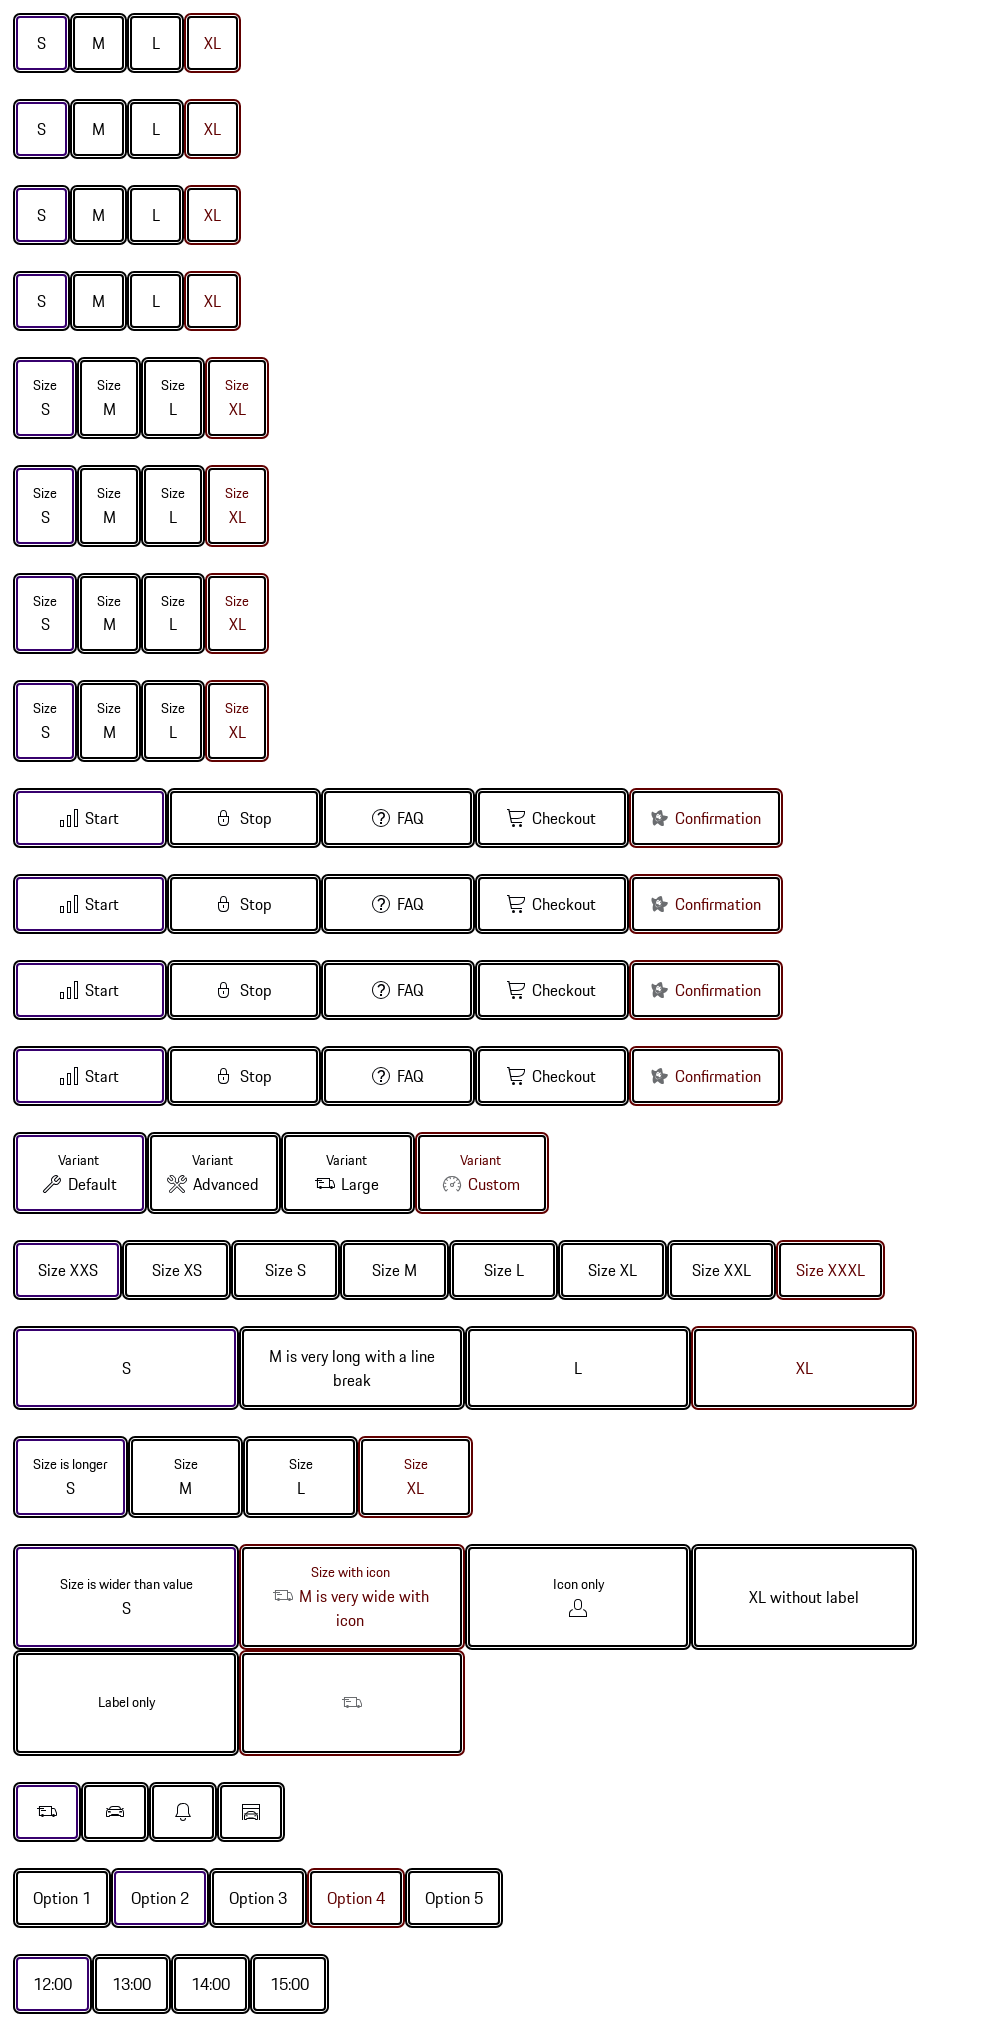 S M L XL
S M L XL
S M L XL
S M L XL
Size Size Size Size
S M L XL
Size Size Size Size
S M L XL
Size Size Size Size
S M L XL
Size Size Size Size
S M L XL
Start Stop FAQ Checkout Confirmation
Start Stop FAQ Checkout Confirmation
Start Stop FAQ Checkout Confirmation
Start Stop FAQ Checkout Confirmation
Variant Variant Variant Variant
Default Advanced Large Custom
Size XXS Size XS Size S Size M Size L Size XL Size XXL Size XXXL
S
M is very long with a line
break
L
XL
Size is longer Size Size Size
S M L XL
Size is wider than value
S
Size with icon
M is very wide with
icon
Icon only
XL without label
Label only
Option 1 Option 2 Option 3 Option 4 Option 5
12:00 13:00 14:00 15:00